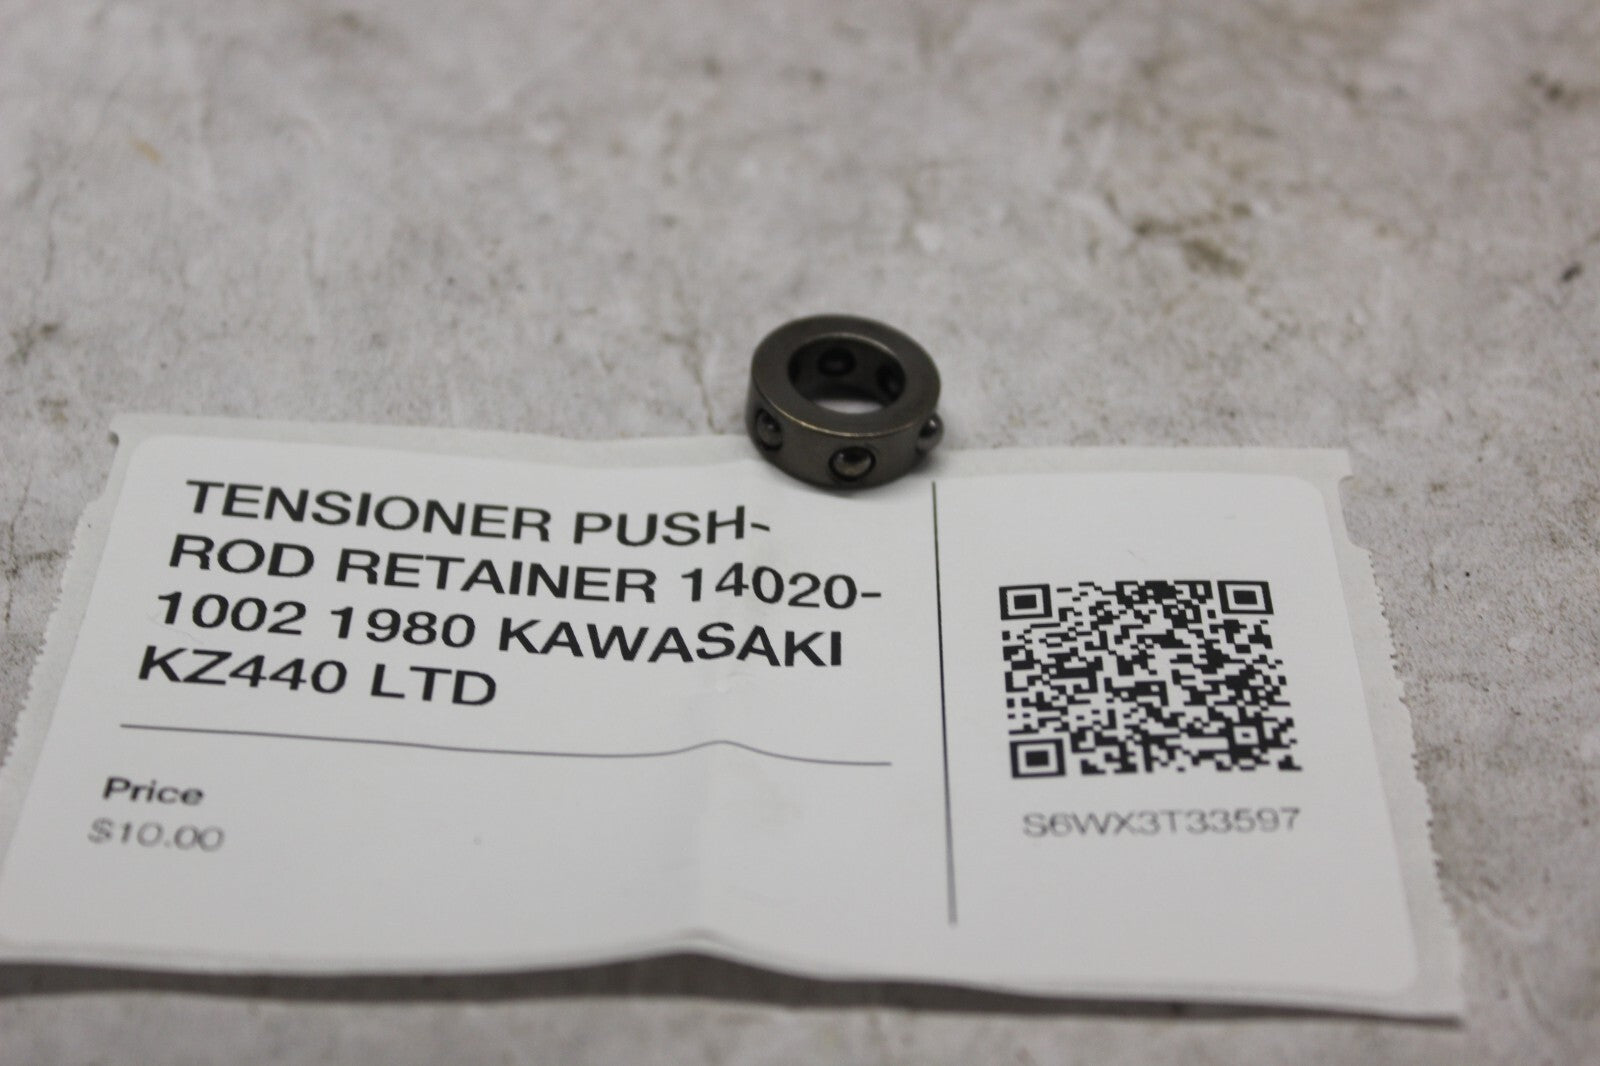 TENSIONER PUSH-
ROD RETAINER 14020-
1002 1980 KAWASAKI
KZ440 LTD
Price
$10.00
S6WX3T33597